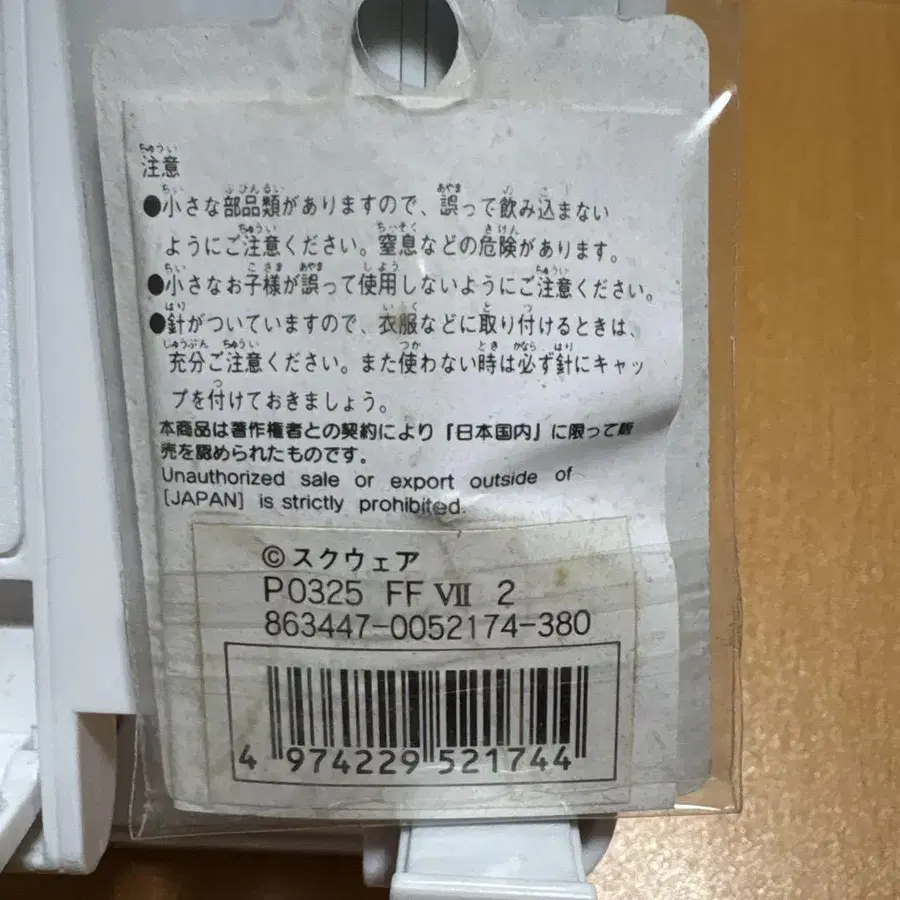 注意
●小さな部品類がありますので、誤って飲み込まない
ようにご注意ください。窒息などの危険があります。
●小さなお子様が誤って使用しないようにご注意ください。
●針がついていますので、衣服などに取り付けるときは、
充分ご注意ください。また使わない時は必ず針にキャッ
プを付けておきましょう。
本商品は著作権者との契約により「日本国内」に限って販
売を認められたものです。
Unauthorized sale or export outside of
[JAPAN] is strictly prohibited.
©スクウェア
P0325 FF Ⅶ 2
863447-0052174-380
4 974229 521744